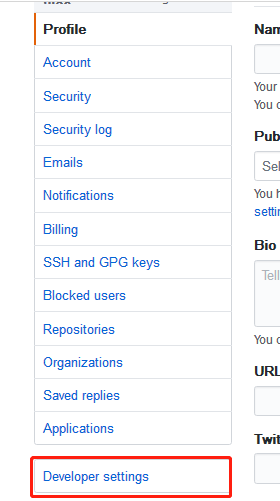 Profile
Account
Security
Security log
Emails
Notifications
Billing
SSH and GPG keys
Blocked users
Repositories
Organizations
Saved replies
Applications
Developer settings
Nam
Your
You c
Pub
Sel
You h
settin
Bio
Tell
You c
URL
Twit